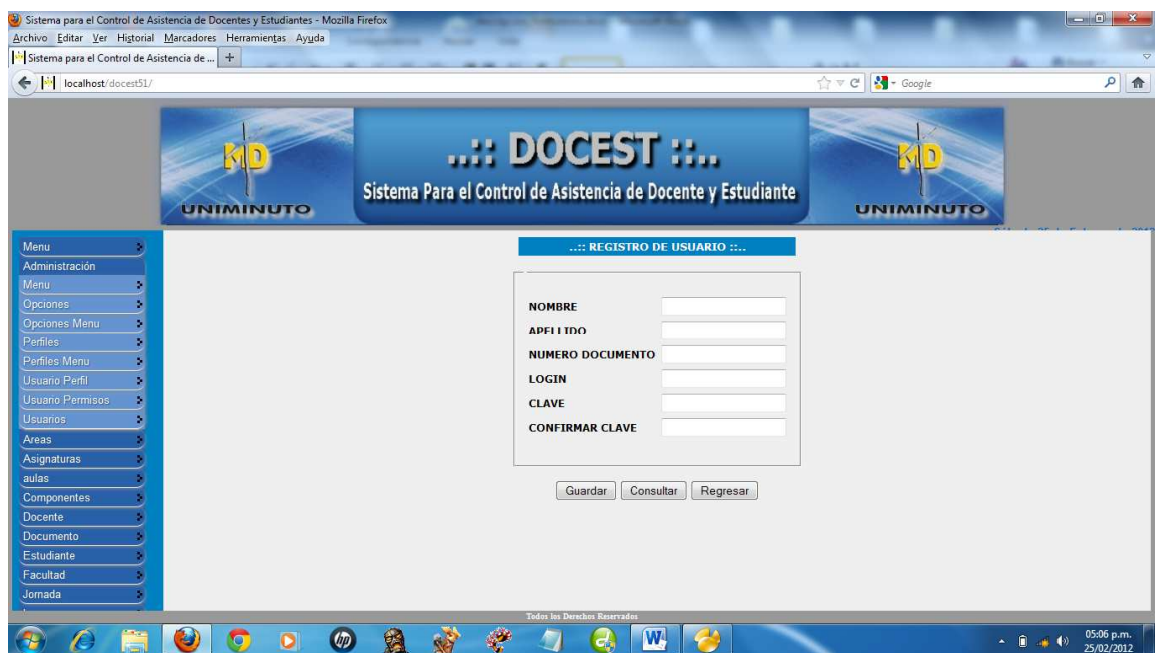 Sistema para el Control de Asistencia de Docentes y Estudiantes - Mozilla Firefox
Archivo Editar Ver Historial Marcadores Herramientas Ayuda
Sistema para el Control de Asistencia de ... +
localhost/docest51/
Google
MD
UNIMINUTO
..:: DOCEST ::..
Sistema Para el Control de Asistencia de Docente y Estudiante
MD
UNIMINUTO
Menu
Administración
Menu
Opciones
Opciones Menu
Perfiles
Perfiles Menu
Usuario Perfil
Usuario Permisos
Usuarios
Areas
Asignaturas
aulas
Componentes
Docente
Documento
Estudiante
Facultad
Jornada
..:: REGISTRO DE USUARIO ::..
NOMBRE
APELLIDO
NUMERO DOCUMENTO
LOGIN
CLAVE
CONFIRMAR CLAVE
Guardar Consultar Regresar
Todos los Derechos Reservados
hp
W
05:06 p.m.
25/02/2012